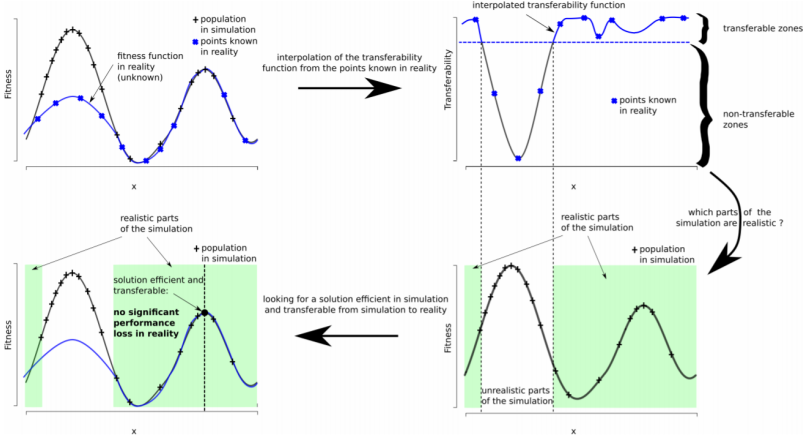 population
in simulation
points known
in reality
fitness function
in reality
(unknown)
Fitness
x
interpolation of the transferability
function from the points known in reality
interpolated transferability function
Transferability
points known
in reality
x
transferable zones
non-transferable
zones
which parts of the
simulation are realistic ?
realistic parts
of the simulation
population
in simulation
Fitness
unrealistic parts
of the simulation
x
looking for a solution efficient in simulation
and transferable from simulation to reality
realistic parts
of the simulation
population
in simulation
solution efficient and
transferable:
no significant
performance
loss in reality
Fitness
x